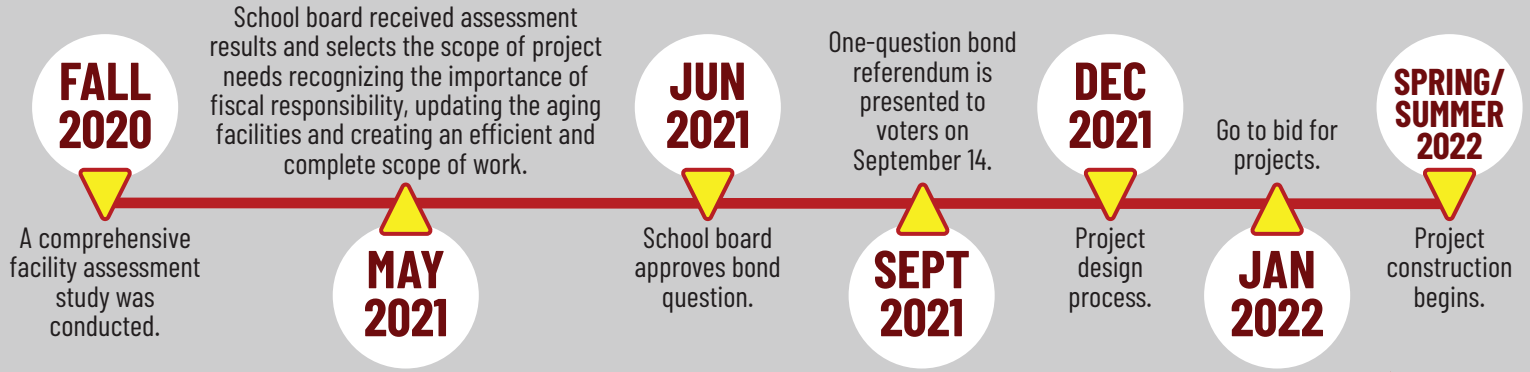 FALL
2020
A comprehensive
facility assessment
study was
conducted.
School board received assessment
results and selects the scope of project
needs recognizing the importance of
fiscal responsibility, updating the aging
facilities and creating an efficient and
complete scope of work.
MAY
2021
JUN
2021
School board
approves bond
question.
One-question bond
referendum is
presented to
voters on
September 14.
SEPT
2021
DEC
2021
Project
design
process.
Go to bid for
projects.
JAN
2022
SPRING/
SUMMER
2022
Project
construction
begins.